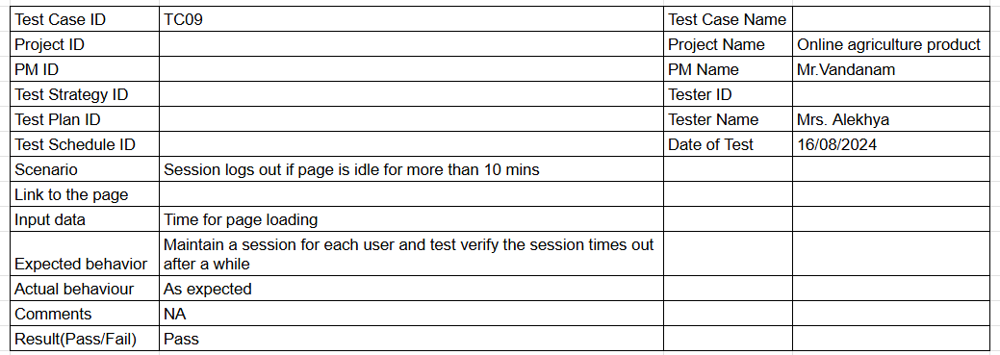 Test Case ID TC09 Test Case Name
Project ID Project Name Online agriculture product
PM ID PM Name Mr.Vandanam
Test Strategy ID Tester ID
Test Plan ID Tester Name Mrs. Alekhya
Test Schedule ID Date of Test 16/08/2024
Scenario Session logs out if page is idle for more than 10 mins
Link to the page
Input data Time for page loading
Maintain a session for each user and test verify the session times out
Expected behavior after a while
Actual behaviour As expected
Comments NA
Result(Pass/Fail) Pass